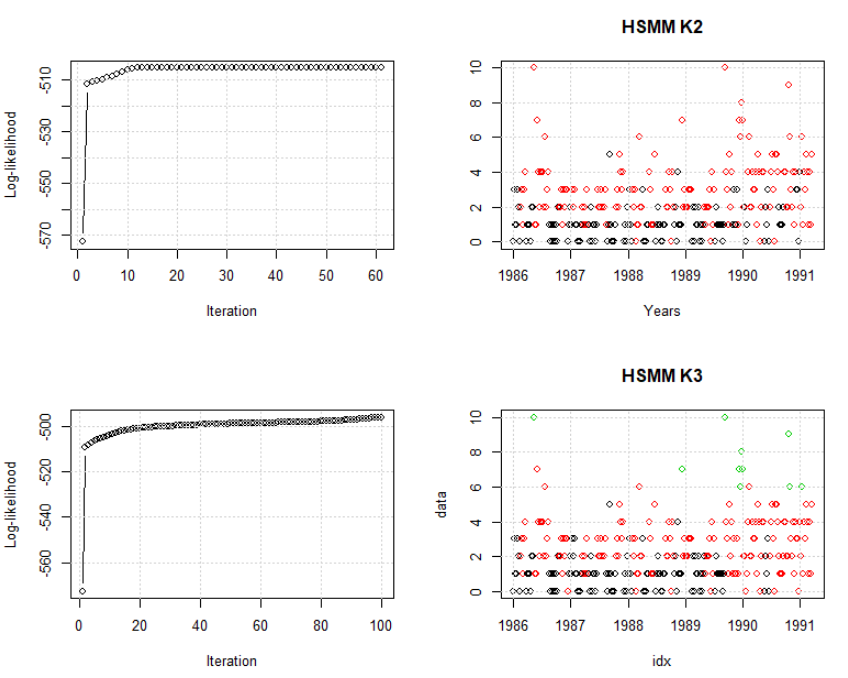 HSMM K2
Log-likelihood
-510
-530
-550
-570
0 10 20 30 40 50 60
Iteration
10
8
6
4
2
0
1986 1987 1988 1989 1990 1991
Years
HSMM K3
Log-likelihood
-500
-520
-540
-560
0 20 40 60 80 100
Iteration
data
10
8
6
4
2
0
1986 1987 1988 1989 1990 1991
idx